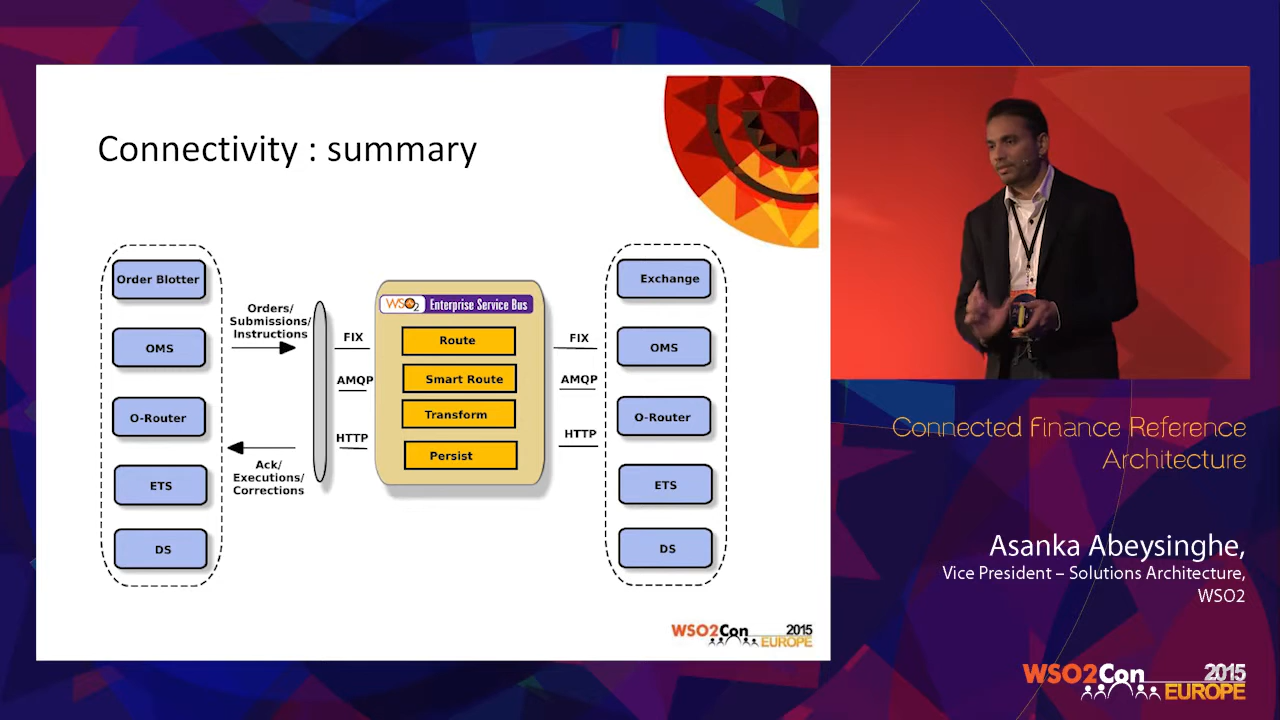 Connectivity : summary
Order Blotter
OMS
O-Router
ETS
DS
Orders/
Submissions/
Instructions
Ack/
Executions/
Corrections
FIX
AMQP
HTTP
WSO2 Enterprise Service Bus
Route
Smart Route
Transform
Persist
FIX
AMQP
HTTP
Exchange
OMS
O-Router
ETS
DS
WSO2Con 2015
EUROPE
Connected Finance Reference
Architecture
Asanka Abeysinghe,
Vice President – Solutions Architecture,
WSO2
WSO2Con 2015
EUROPE